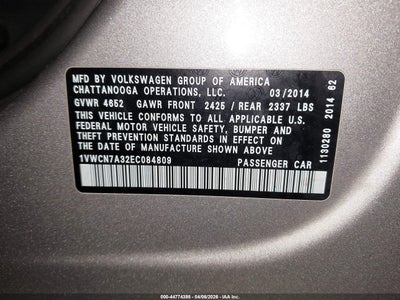 MFD. BY VOLKSWAGEN GROUP OF AMERICA
CHATTANOOGA OPERATIONS, LLC. 03/2014
GVWR 4652 GAWR FRONT 2425 / REAR 2337 LBS
THIS VEHICLE CONFORMS TO ALL APPLICABLE U.S.
FEDERAL MOTOR VEHICLE SAFETY, BUMPER AND
THEFT PREVENTION STANDARDS IN EFFECT ON
THE DATE OF MANUFACTURE SHOWN ABOVE
1VWCN7A32EC084809 PASSENGER CAR
1130280 2014 62
000-44774386 - 04/06/2026 - IAA Inc.